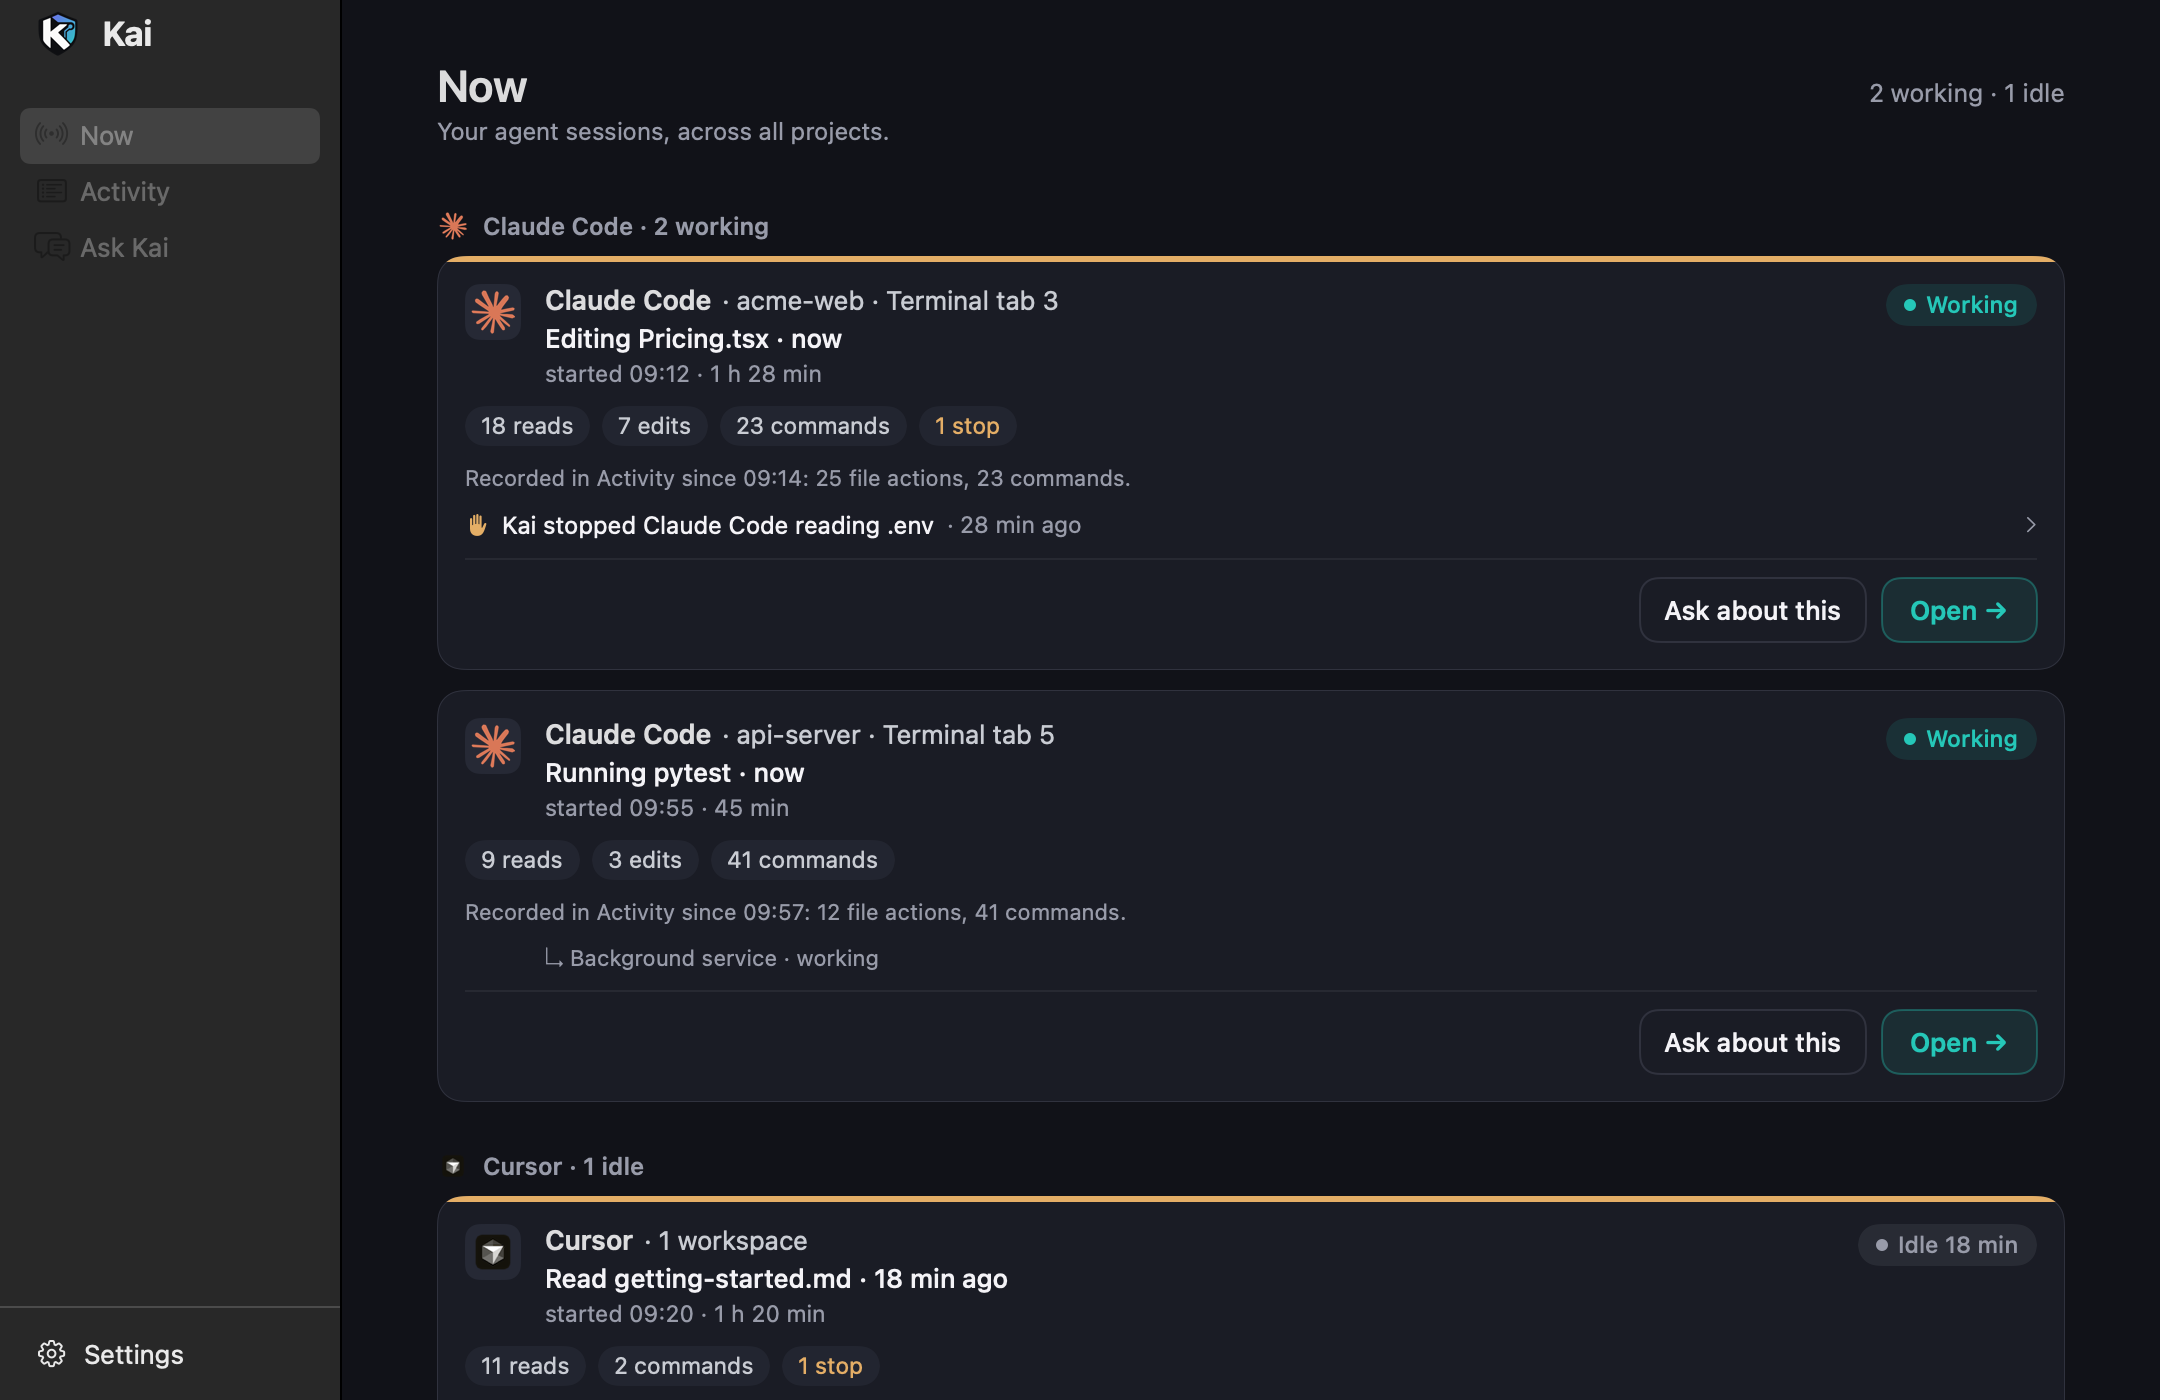 Kai
Now
Activity
Ask Kai
Settings
Now
2 working · 1 idle
Your agent sessions, across all projects.
Claude Code · 2 working
Claude Code · acme-web · Terminal tab 3
Working
Editing Pricing.tsx · now
started 09:12 · 1 h 28 min
18 reads 7 edits 23 commands 1 stop
Recorded in Activity since 09:14: 25 file actions, 23 commands.
Kai stopped Claude Code reading .env · 28 min ago
Ask about this Open →
Claude Code · api-server · Terminal tab 5
Working
Running pytest · now
started 09:55 · 45 min
9 reads 3 edits 41 commands
Recorded in Activity since 09:57: 12 file actions, 41 commands.
Background service · working
Ask about this Open →
Cursor · 1 idle
Cursor · 1 workspace
Idle 18 min
Read getting-started.md · 18 min ago
started 09:20 · 1 h 20 min
11 reads 2 commands 1 stop